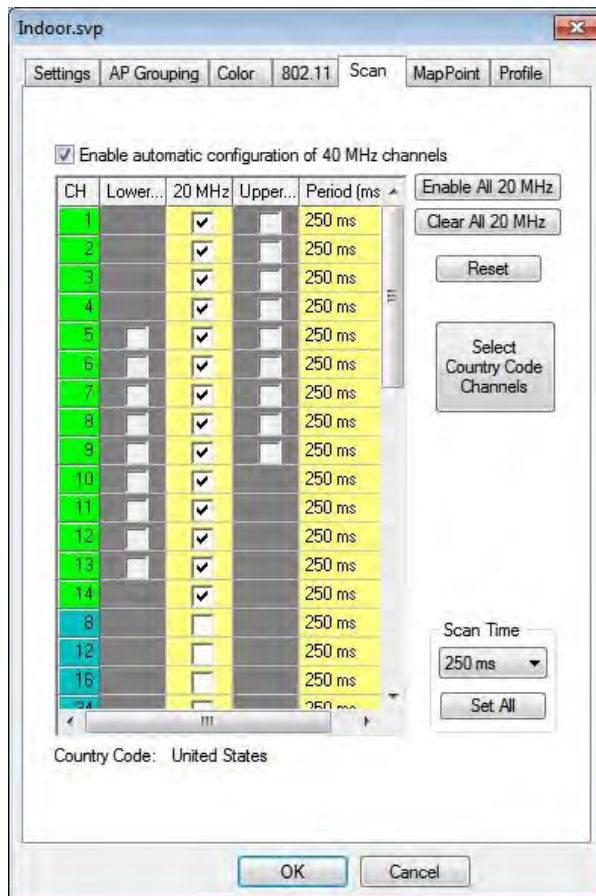 Indoor.svp
Settings AP Grouping Color 802.11 Scan MapPoint Profile
Enable automatic configuration of 40 MHz channels
CH Lower... 20 MHz Upper... Period (ms
1 250 ms
2 250 ms
3 250 ms
4 250 ms
5 250 ms
6 250 ms
7 250 ms
8 250 ms
9 250 ms
10 250 ms
11 250 ms
12 250 ms
13 250 ms
14 250 ms
8 250 ms
12 250 ms
16 250 ms
34 250 ms
Enable All 20 MHz
Clear All 20 MHz
Reset
Select
Country Code
Channels
Scan Time
250 ms
Set All
Country Code: United States
OK Cancel